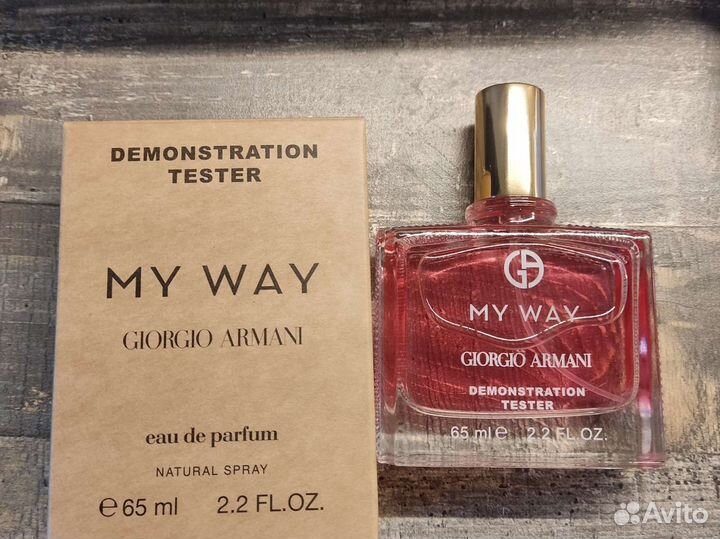 DEMONSTRATION
TESTER
MY WAY
GIORGIO ARMANI
eau de parfum
NATURAL SPRAY
℮ 65 ml 2.2 FL.OZ.
GA
MY WAY
GIORGIO ARMANI
DEMONSTRATION
TESTER
65 ml ℮ 2.2 FL.OZ.
Avito